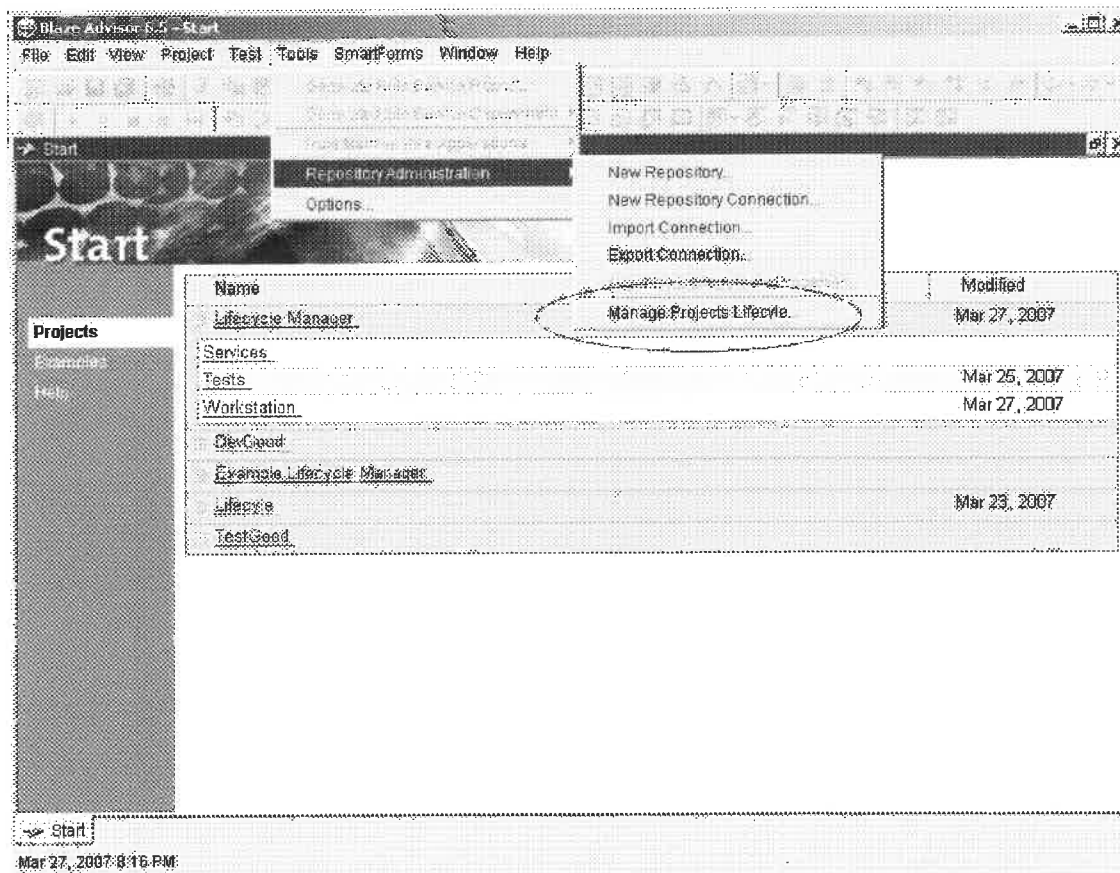 Blaze Advisor 6.5 - Start
File Edit View Project Test Tools SmartForms Window Help
Start
Repository Administration
Options...
New Repository...
New Repository Connection...
Import Connection...
Export Connection...
Manage Projects Lifecyle...
Start
Projects
Examples
Help
Name Modified
Lifecycle Manager Mar 27, 2007
Services
Tests Mar 25, 2007
Workstation Mar 27, 2007
DevGood
Example Lifecycle Manager
Lifecyle Mar 23, 2007
TestGood
Start
Mar 27, 2007 8:16 PM